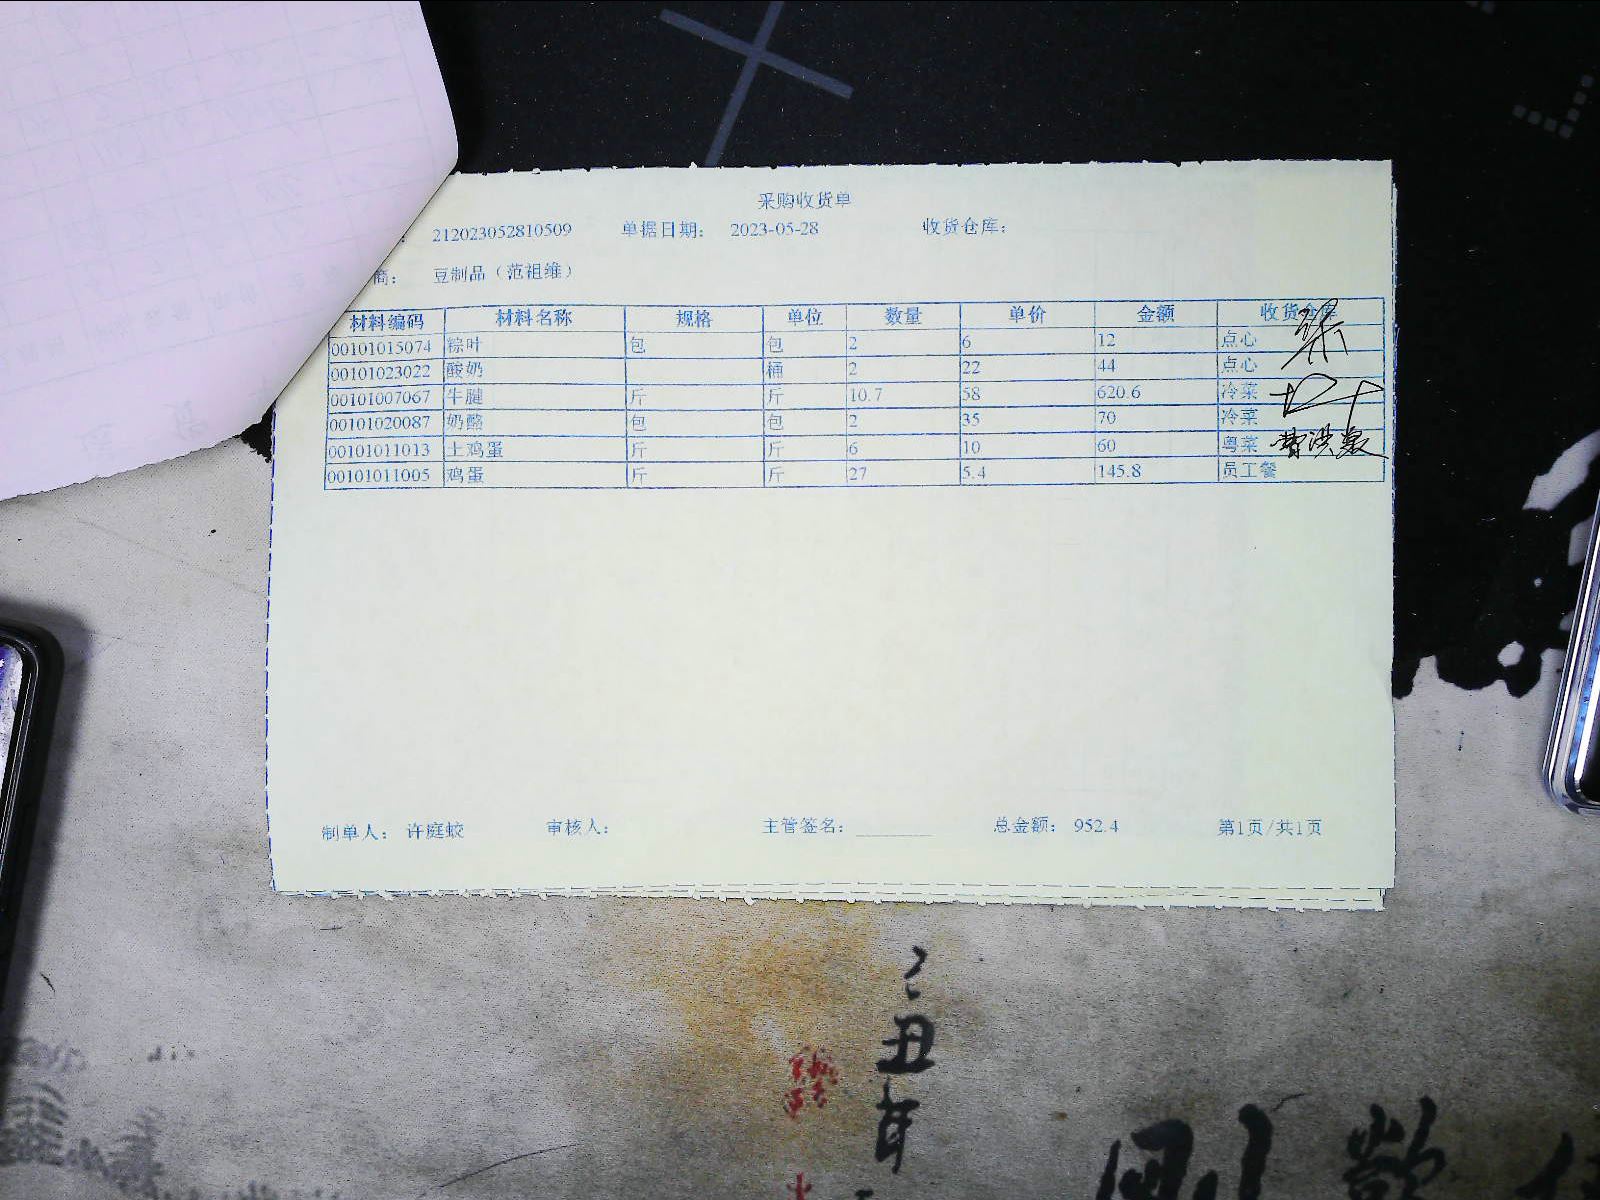 采购收货单
： 212023052810509 单据日期： 2023-05-28 收货仓库：
商： 豆制品（范祖维）
材料编码 材料名称 规格 单位 数量 单价 金额 收货仓库
00101015074 粽叶 包 包 2 6 12 点心
00101023022 酸奶 桶 2 22 44 点心
00101007067 牛腱 斤 斤 10.7 58 620.6 冷菜
00101020087 奶酪 包 包 2 35 70 冷菜
00101011013 土鸡蛋 斤 斤 6 10 60 粤菜
00101011005 鸡蛋 斤 斤 27 5.4 145.8 员工餐
制单人： 许庭蛟 审核人： 主管签名： 总金额： 952.4 第1页/共1页
丑
年